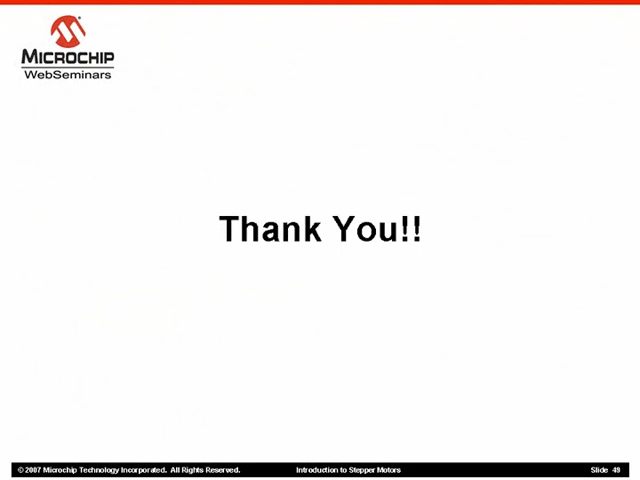 MICROCHIP
WebSeminars
Thank You!!
© 2007 Microchip Technology Incorporated. All Rights Reserved. Introduction to Stepper Motors Slide 49